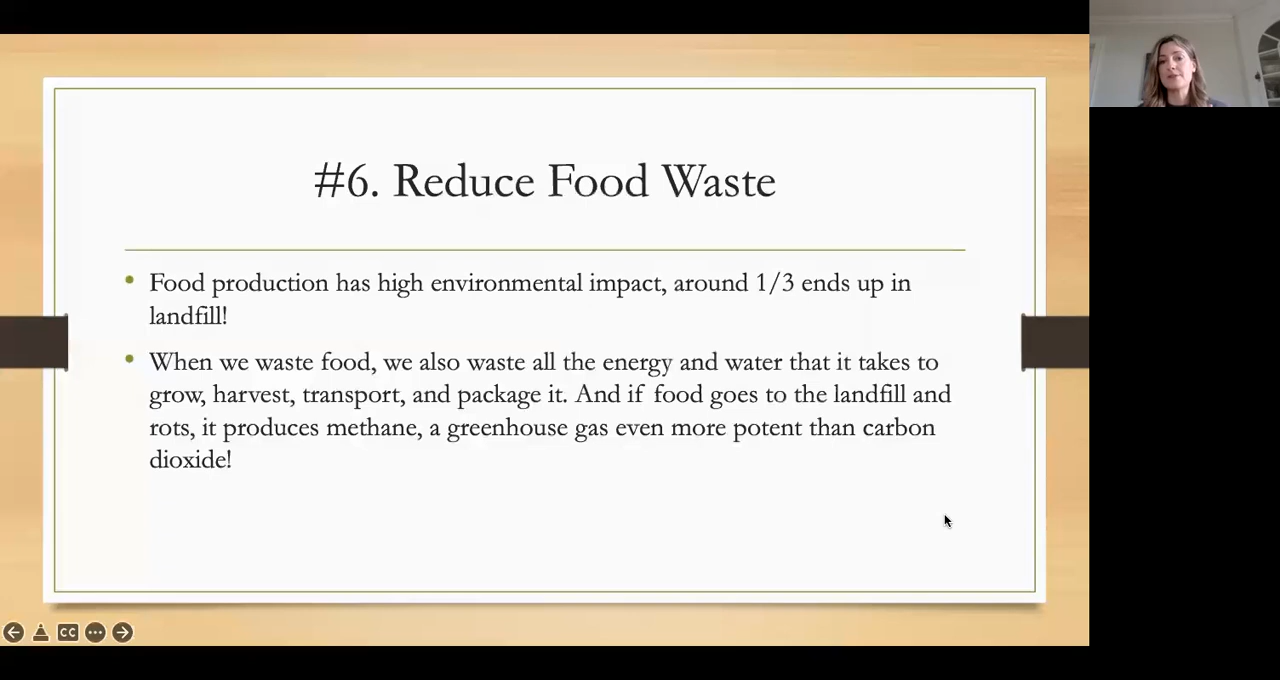 #6. Reduce Food Waste
Food production has high environmental impact, around 1/3 ends up in
landfill!
When we waste food, we also waste all the energy and water that it takes to
grow, harvest, transport, and package it. And if food goes to the landfill and
rots, it produces methane, a greenhouse gas even more potent than carbon
dioxide!
CC